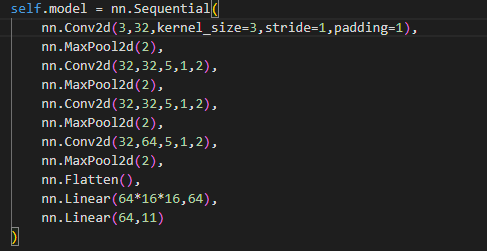 self.model = nn.Sequential(
nn.Conv2d(3,32,kernel_size=3,stride=1,padding=1),
nn.MaxPool2d(2),
nn.Conv2d(32,32,5,1,2),
nn.MaxPool2d(2),
nn.Conv2d(32,32,5,1,2),
nn.MaxPool2d(2),
nn.Conv2d(32,64,5,1,2),
nn.MaxPool2d(2),
nn.Flatten(),
nn.Linear(64*16*16,64),
nn.Linear(64,11)
)